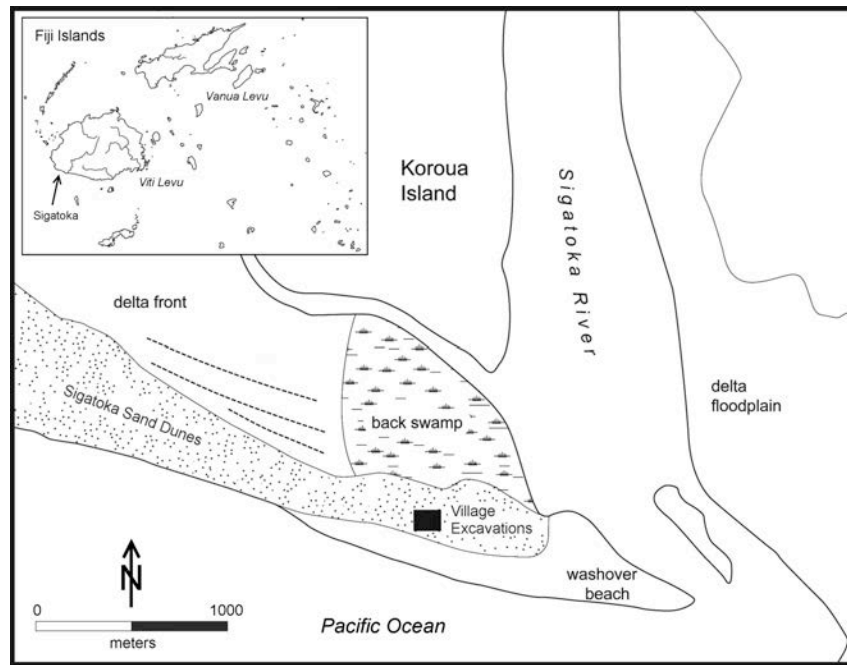 Fiji Islands
Vanua Levu
Viti Levu
Sigatoka
Koroua
Island
Sigatoka River
delta front
Sigatoka Sand Dunes
back swamp
delta
floodplain
Village
Excavations
washover
beach
N
0 1000
meters
Pacific Ocean